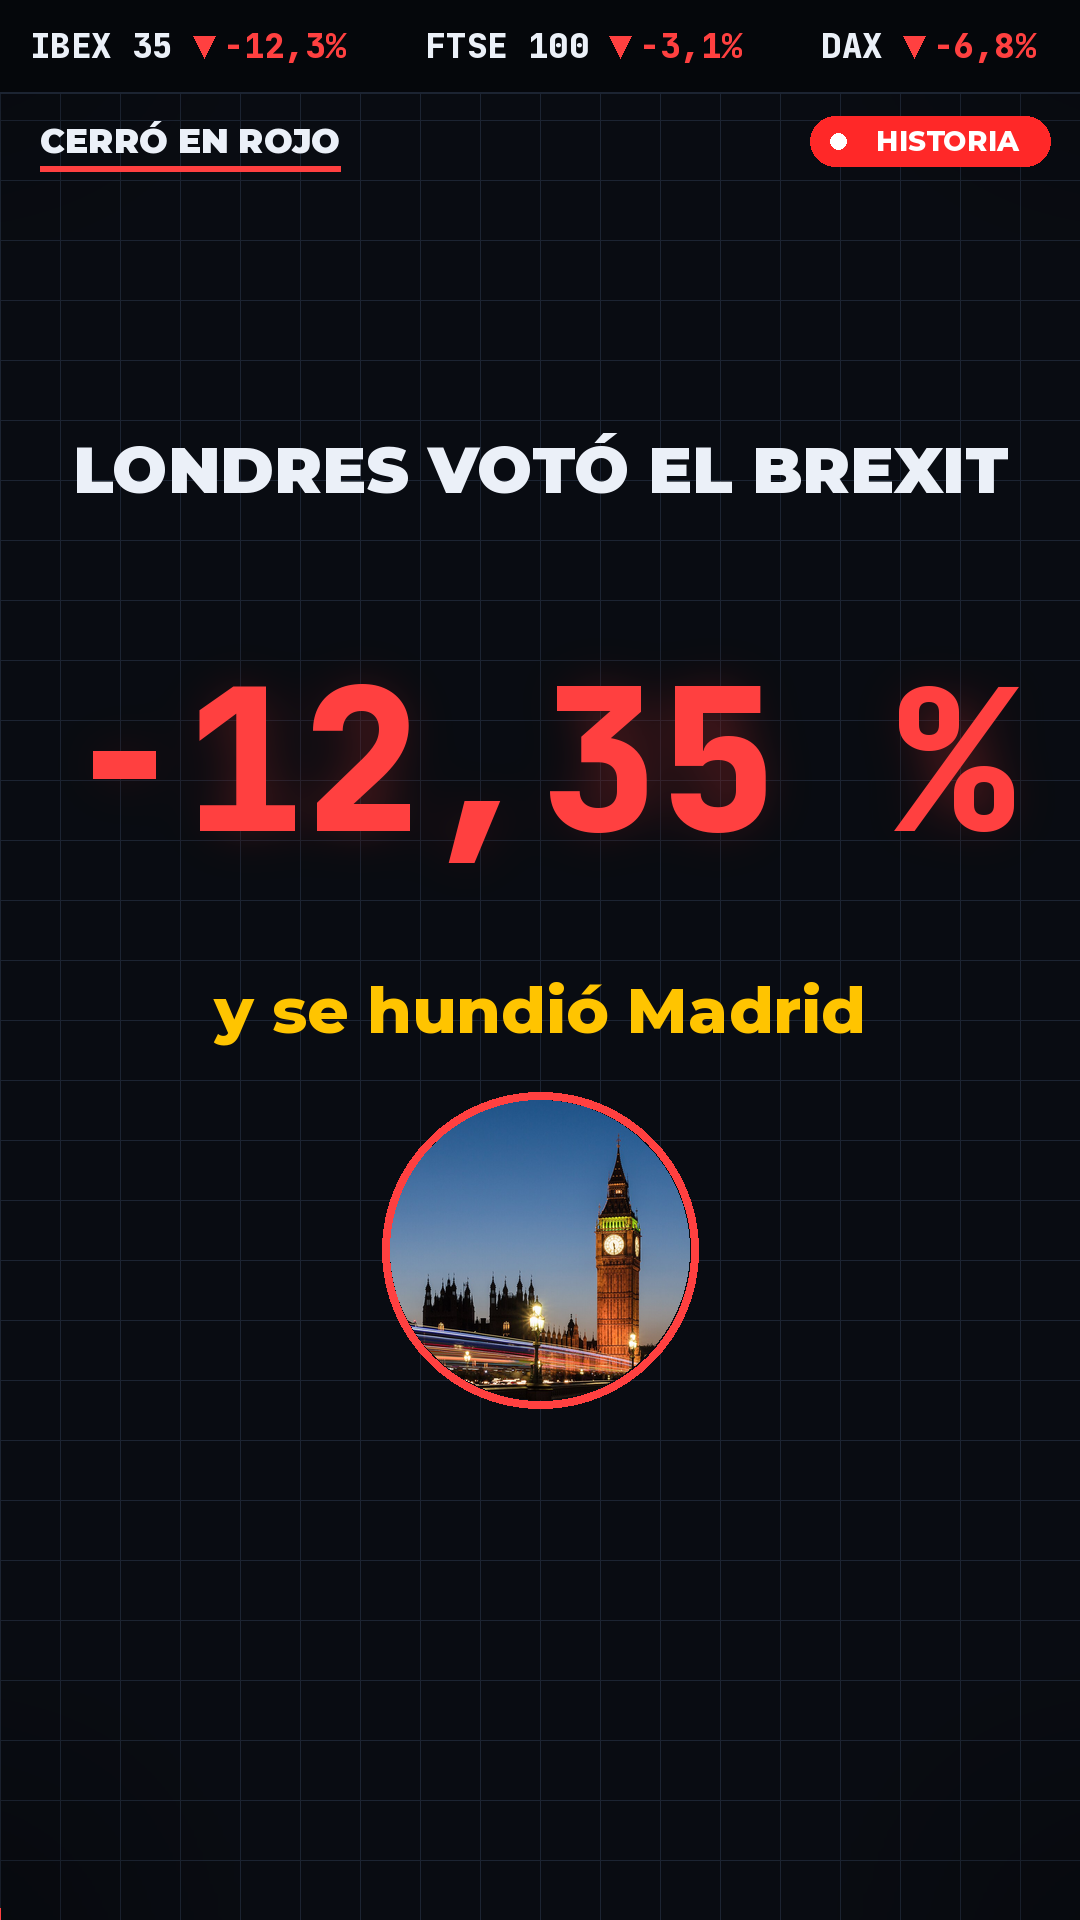 IBEX 35 ▼-12,3% FTSE 100 ▼-3,1% DAX ▼-6,8%
CERRÓ EN ROJO
HISTORIA
LONDRES VOTÓ EL BREXIT
-12,35 %
y se hundió Madrid